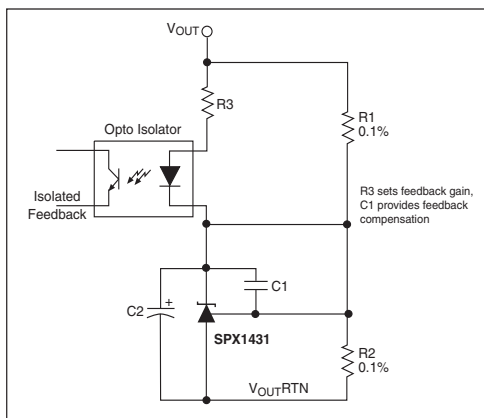 VOUT
R3
Opto Isolator
R1
0.1%
Isolated
Feedback
R3 sets feedback gain,
C1 provides feedback
compensation
C1
C2
+
SPX1431
R2
0.1%
VOUTRTN